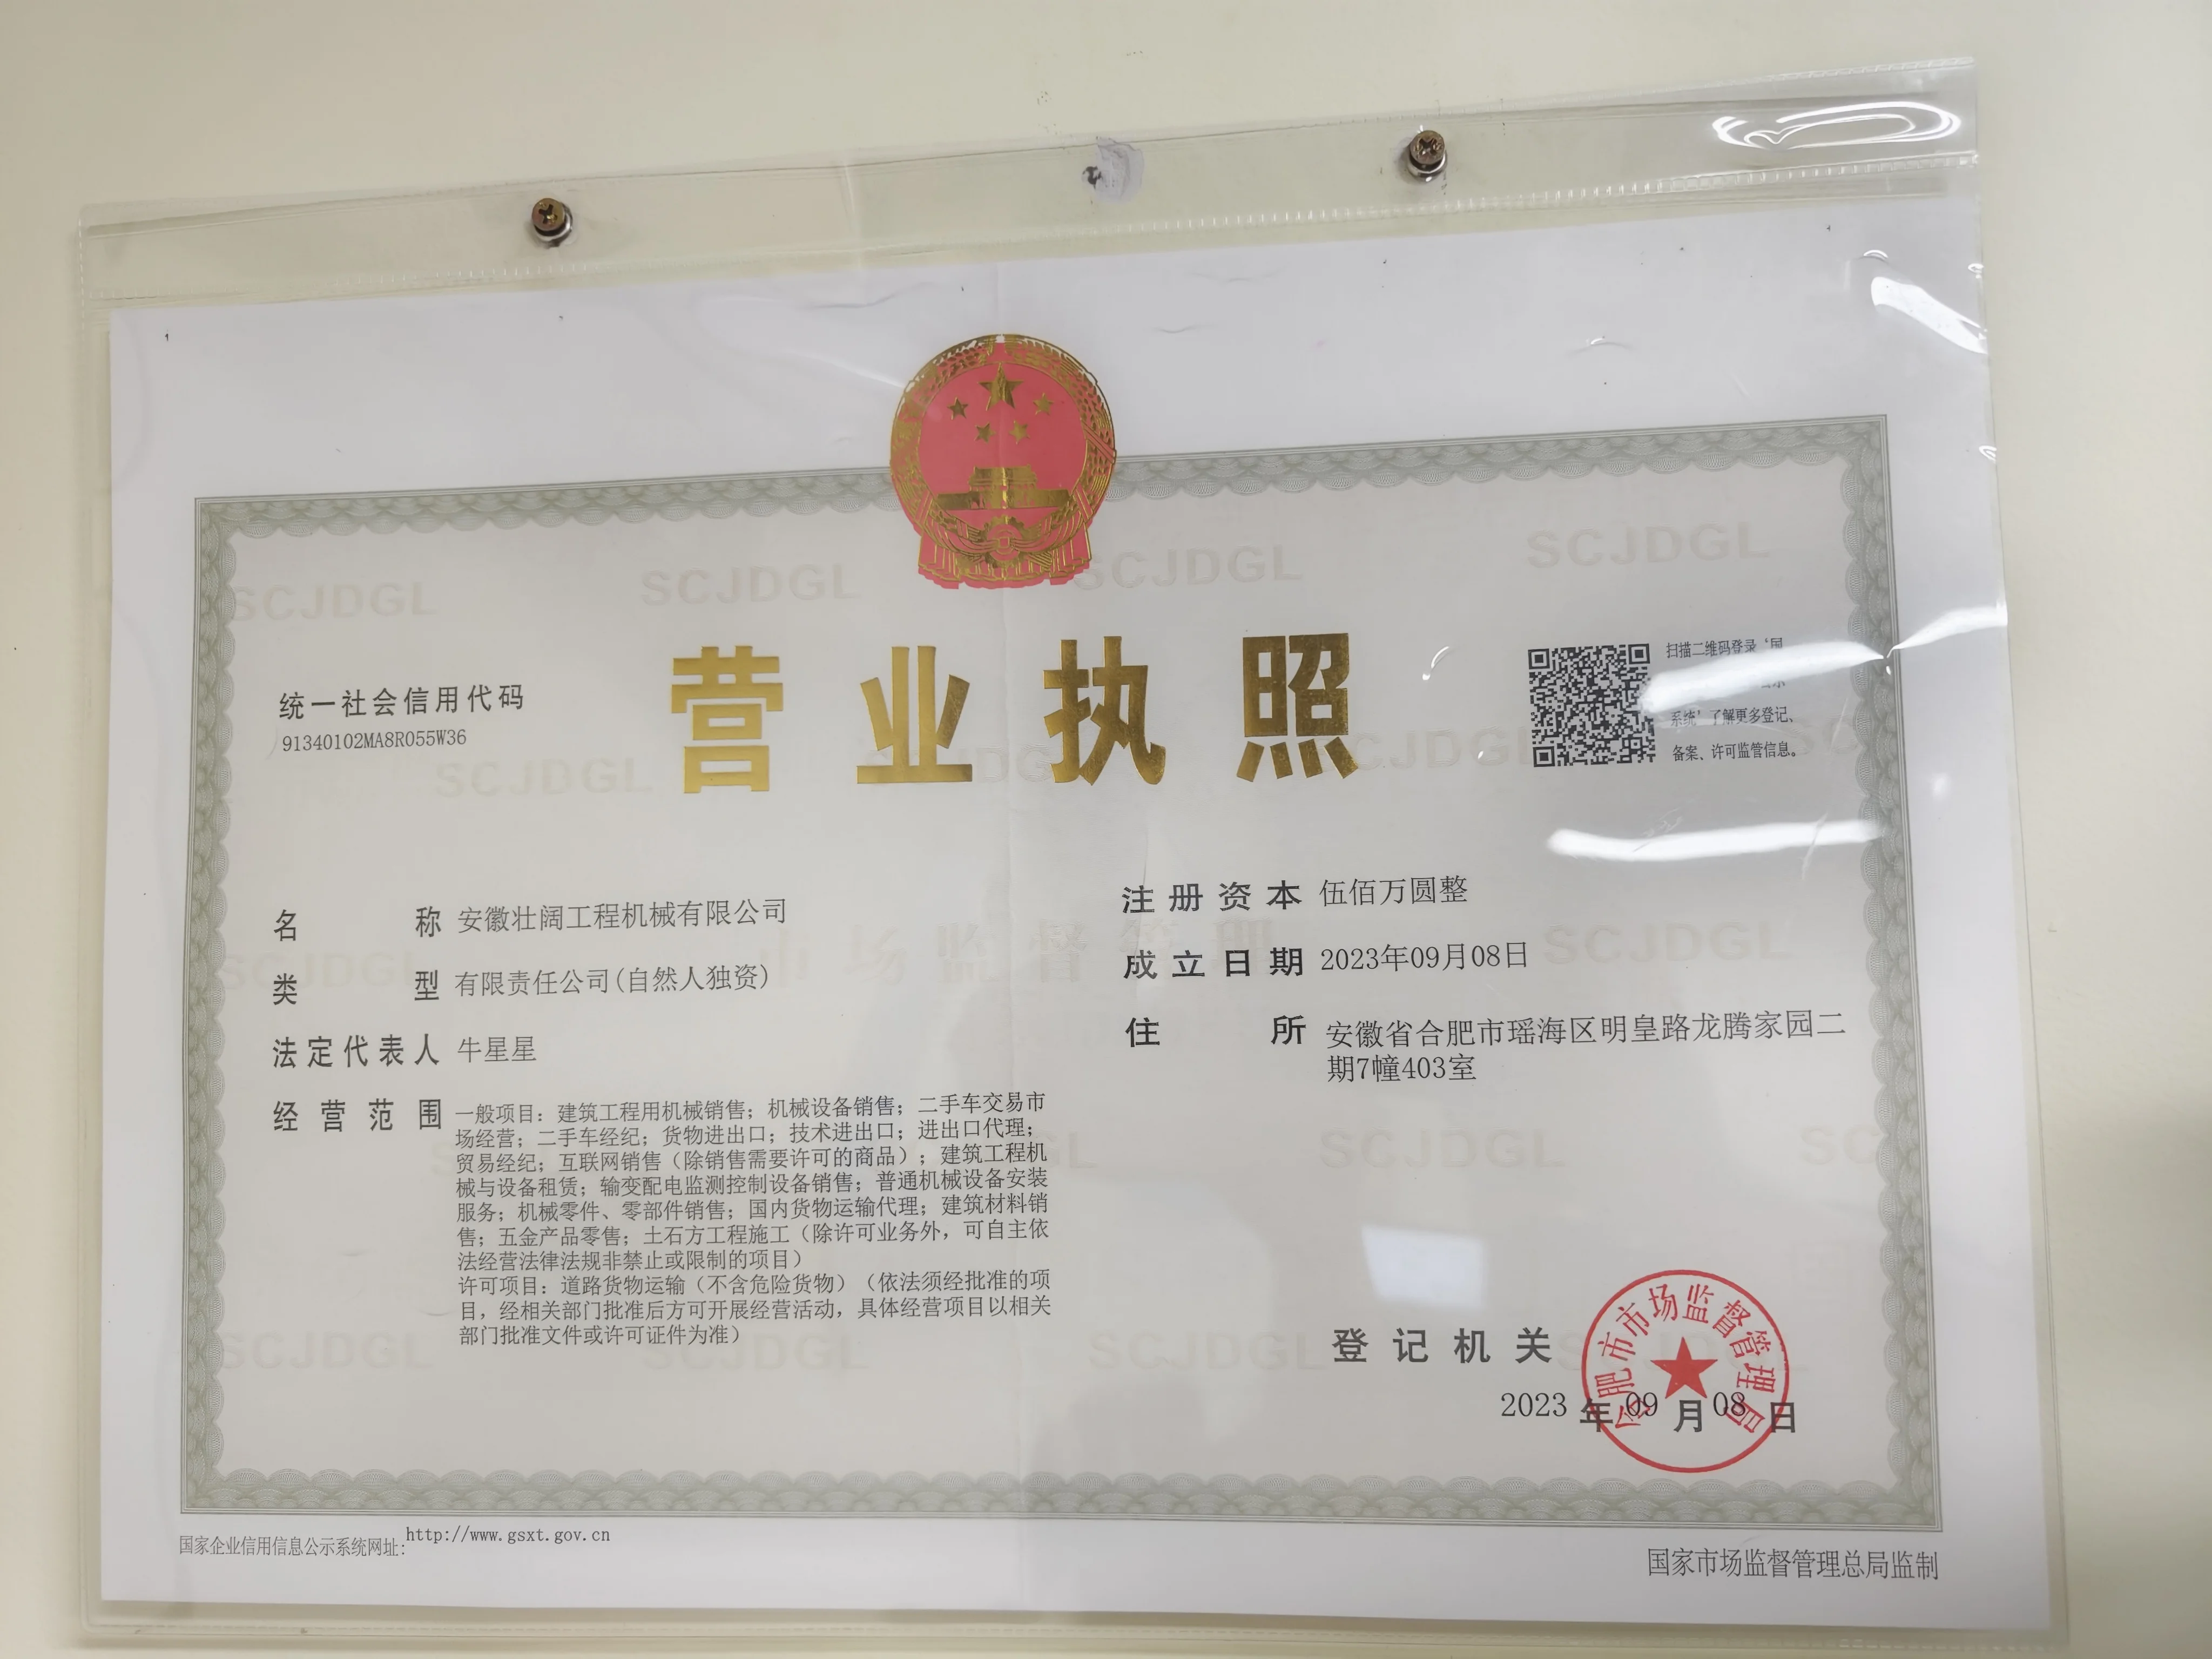 营业执照
统一社会信用代码
91340102MA8R055W36
扫描二维码登录‘国
系统’了解更多登记、
备案、许可监管信息。
名称 安徽壮阔工程机械有限公司
类型 有限责任公司(自然人独资)
法定代表人 牛星星
经营范围 一般项目：建筑工程用机械销售；机械设备销售；二手车交易市
场经营；二手车经纪；货物进出口；技术进出口；进出口代理；
贸易经纪；互联网销售（除销售需要许可的商品）；建筑工程机
械与设备租赁；输变配电监测控制设备销售；普通机械设备安装
服务；机械零件、零部件销售；国内货物运输代理；建筑材料销
售；五金产品零售；土石方工程施工（除许可业务外，可自主依
法经营法律法规非禁止或限制的项目）
许可项目：道路货物运输（不含危险货物）（依法须经批准的项
目，经相关部门批准后方可开展经营活动，具体经营项目以相关
部门批准文件或许可证件为准）
注册资本 伍佰万圆整
成立日期 2023年09月08日
住所 安徽省合肥市瑶海区明皇路龙腾家园二
期7幢403室
登记机关
合肥市市场监督管理局
2023年09月08日
国家企业信用信息公示系统网址:http://www.gsxt.gov.cn
国家市场监督管理总局监制
SCJDGL
市场监督管理